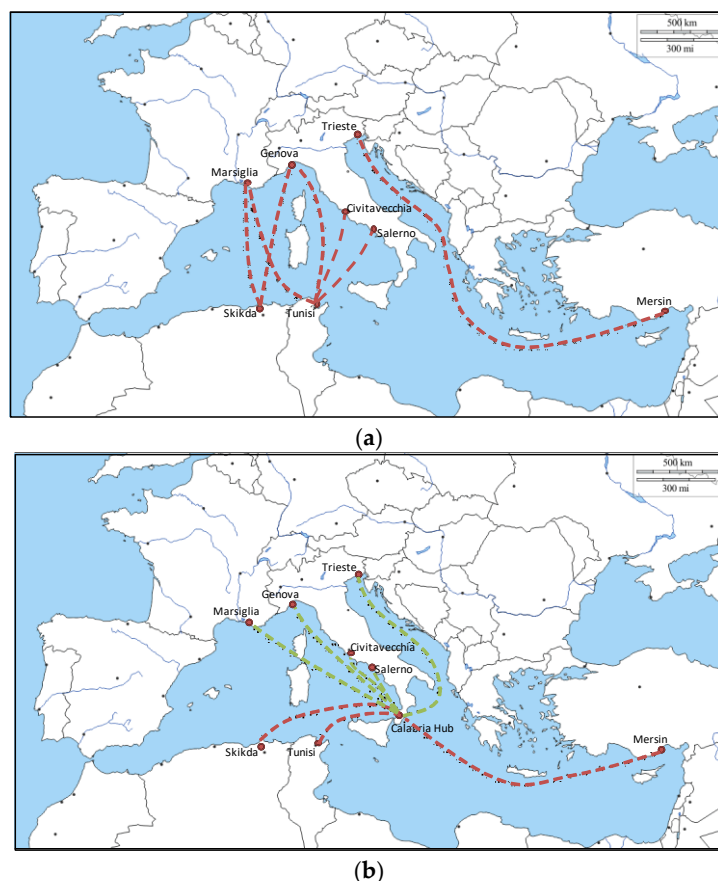 500 km
300 mi
Trieste
Genova
Marsiglia
Civitavecchia
Salerno
Mersin
Skikda
Tunisi
(a)
500 km
300 mi
Trieste
Genova
Marsiglia
Civitavecchia
Salerno
Calabria Hub
Mersin
Skikda
Tunisi
(b)